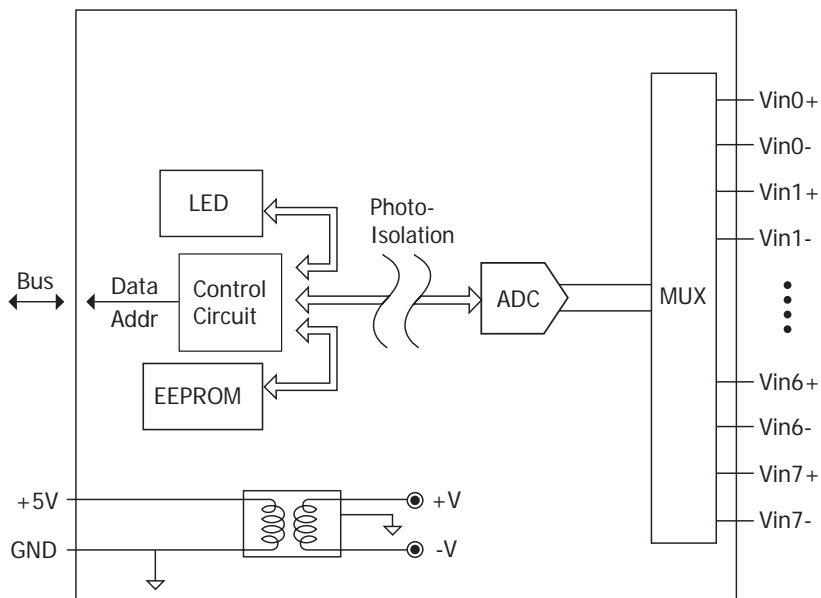 Vin0+
Vin0-
LED
Vin1+
Photo-
Isolation
Vin1-
Bus
Data
Addr
Control
Circuit
ADC
MUX
EEPROM
Vin6+
Vin6-
Vin7+
Vin7-
+5V
+V
GND
-V